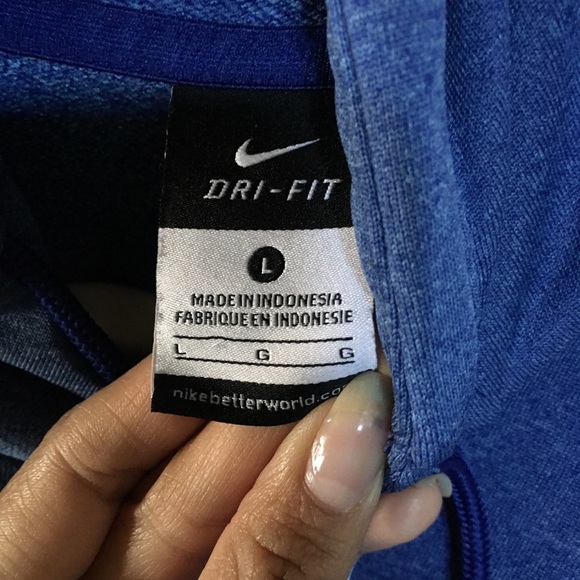 DRI-FIT
L
MADE IN INDONESIA
FABRIQUE EN INDONESIE
L G G
nikebetterworld.co